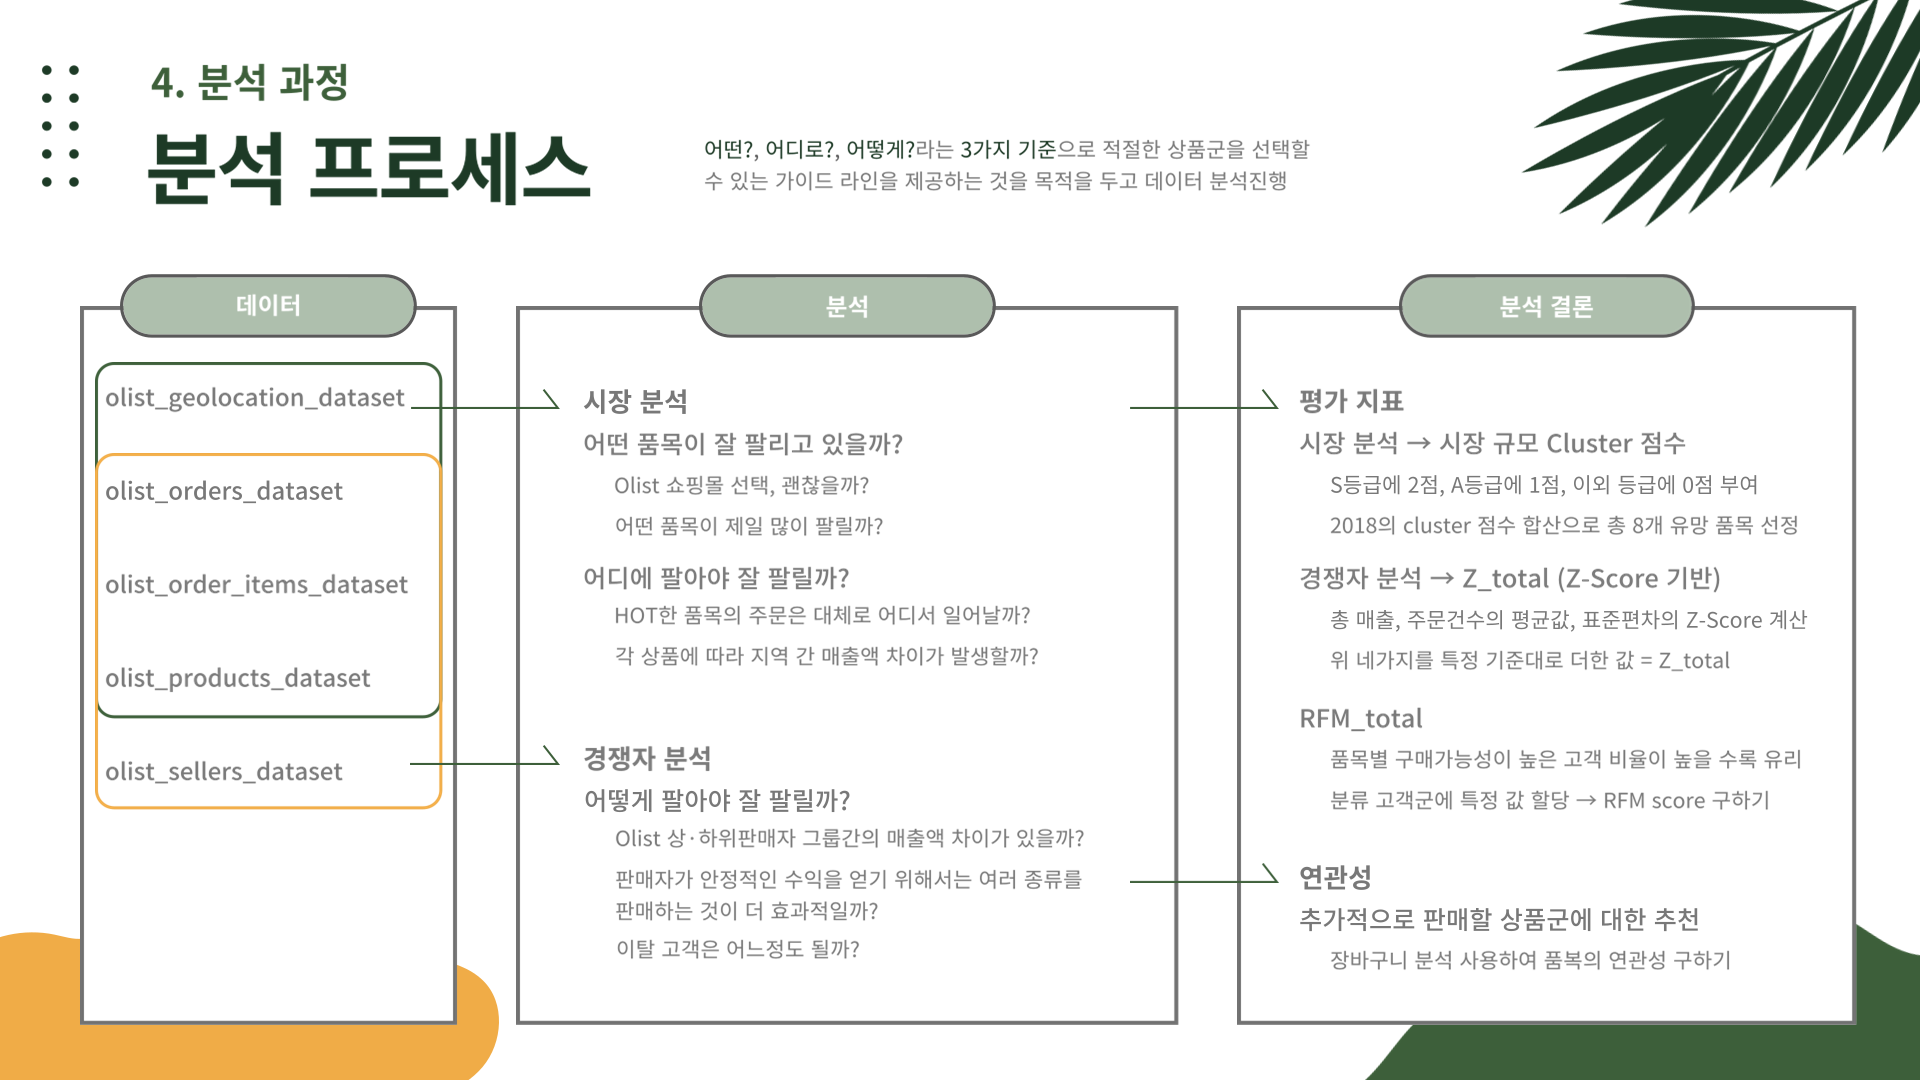 4. 분석 과정
분석 프로세스
어떤?, 어디로?, 어떻게?라는 3가지 기준으로 적절한 상품군을 선택할
수 있는 가이드 라인을 제공하는 것을 목적을 두고 데이터 분석진행
데이터
olist_geolocation_dataset
olist_orders_dataset
olist_order_items_dataset
olist_products_dataset
olist_sellers_dataset
분석
시장 분석
어떤 품목이 잘 팔리고 있을까?
Olist 쇼핑몰 선택, 괜찮을까?
어떤 품목이 제일 많이 팔릴까?
어디에 팔아야 잘 팔릴까?
HOT한 품목의 주문은 대체로 어디서 일어날까?
각 상품에 따라 지역 간 매출액 차이가 발생할까?
경쟁자 분석
어떻게 팔아야 잘 팔릴까?
Olist 상·하위판매자 그룹간의 매출액 차이가 있을까?
판매자가 안정적인 수익을 얻기 위해서는 여러 종류를
판매하는 것이 더 효과적일까?
이탈 고객은 어느정도 될까?
분석 결론
평가 지표
시장 분석 → 시장 규모 Cluster 점수
S등급에 2점, A등급에 1점, 이외 등급에 0점 부여
2018의 cluster 점수 합산으로 총 8개 유망 품목 선정
경쟁자 분석 → Z_total (Z-Score 기반)
총 매출, 주문건수의 평균값, 표준편차의 Z-Score 계산
위 네가지를 특정 기준대로 더한 값 = Z_total
RFM_total
품목별 구매가능성이 높은 고객 비율이 높을 수록 유리
분류 고객군에 특정 값 할당 → RFM score 구하기
연관성
추가적으로 판매할 상품군에 대한 추천
장바구니 분석 사용하여 품복의 연관성 구하기